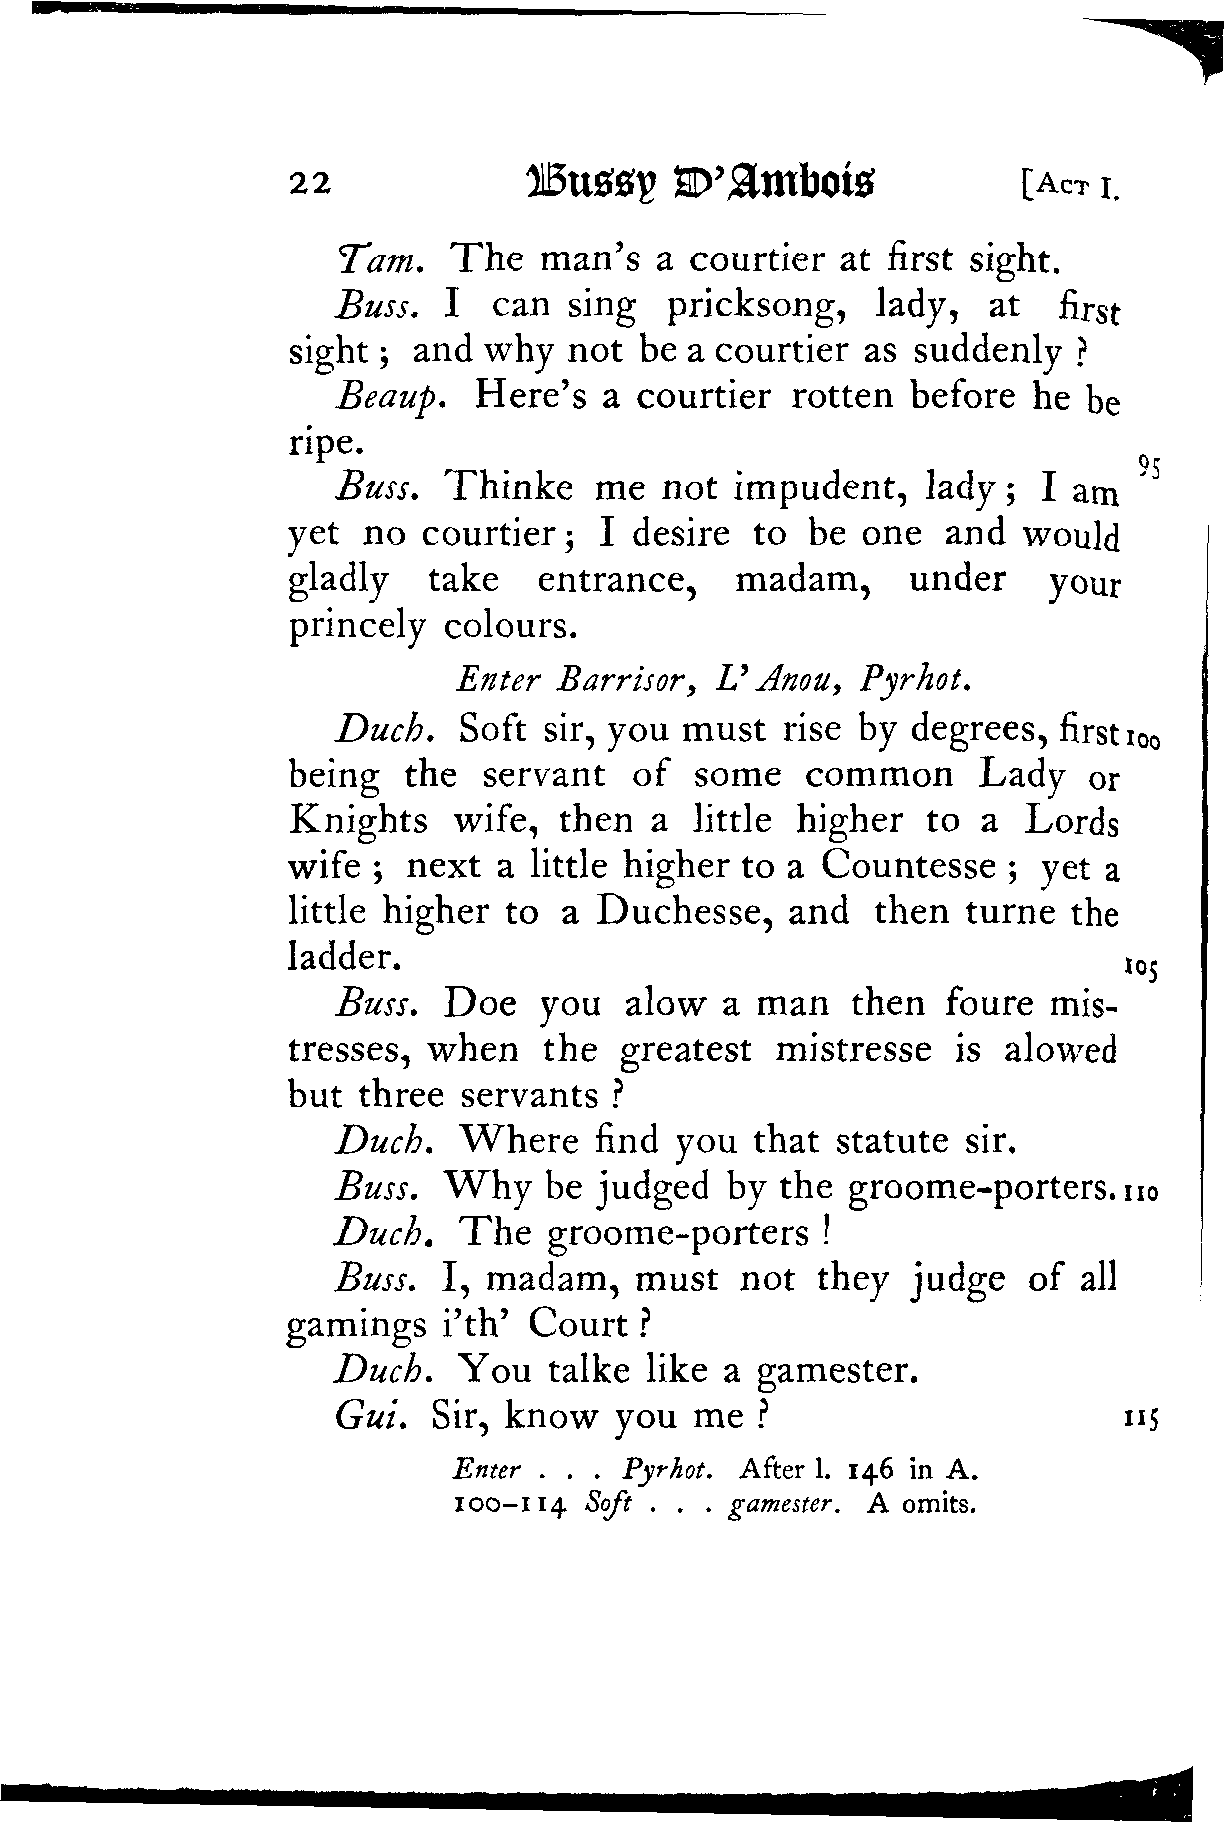 22 Bussy D'Ambois [Act I.
Tam. The man's a courtier at first sight.
Buss. I can sing pricksong, lady, at first
sight ; and why not be a courtier as suddenly ?
Beaup. Here's a courtier rotten before he be
ripe.
Buss. Thinke me not impudent, lady ; I am 95
yet no courtier ; I desire to be one and would
gladly take entrance, madam, under your
princely colours.
Enter Barrisor, L'Anou, Pyrhot.
Duch. Soft sir, you must rise by degrees, first 100
being the servant of some common Lady or
Knights wife, then a little higher to a Lords
wife ; next a little higher to a Countesse ; yet a
little higher to a Duchesse, and then turne the
ladder. 105
Buss. Doe you alow a man then foure mis-
tresses, when the greatest mistresse is alowed
but three servants ?
Duch. Where find you that statute sir.
Buss. Why be judged by the groome-porters. 110
Duch. The groome-porters !
Buss. I, madam, must not they judge of all
gamings i'th' Court ?
Duch. You talke like a gamester.
Gui. Sir, know you me ? 115
Enter . . . Pyrhot. After l. 146 in A.
100-114 Soft . . . gamester. A omits.